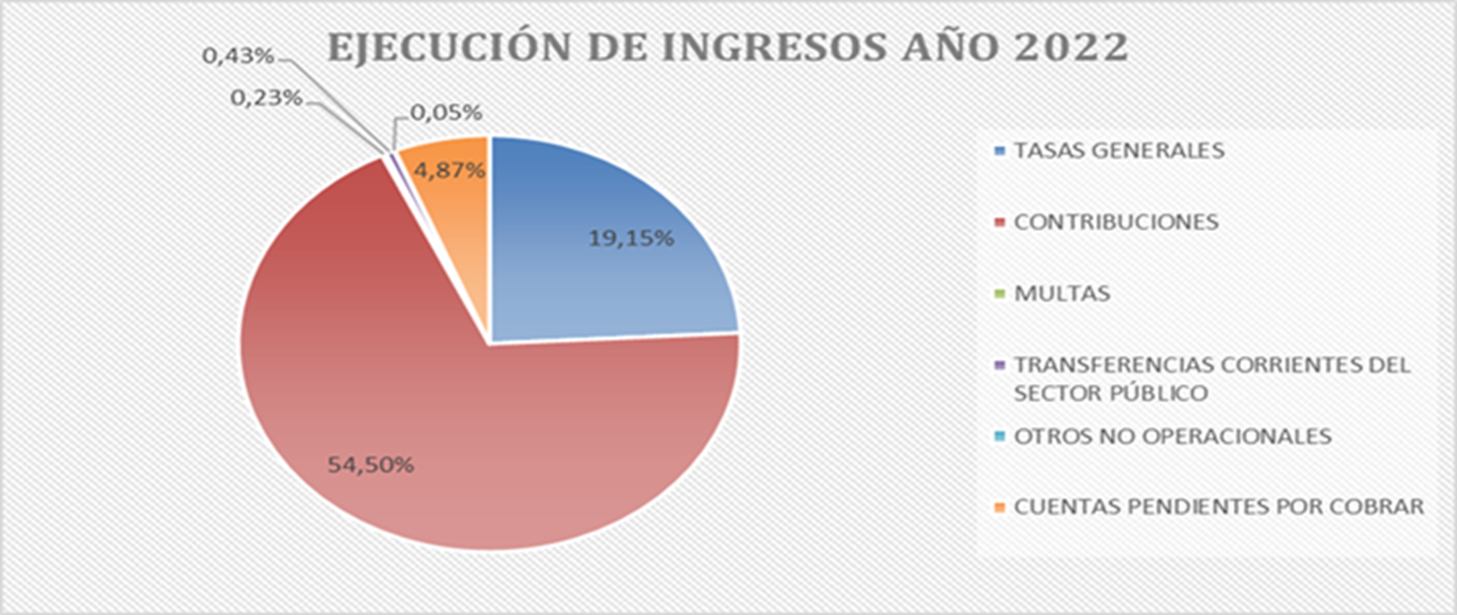 EJECUCIÓN DE INGRESOS AÑO 2022
0,43%
0,23%
0,05%
4,87%
19,15%
54,50%
TASAS GENERALES
CONTRIBUCIONES
MULTAS
TRANSFERENCIAS CORRIENTES DEL
SECTOR PÚBLICO
OTROS NO OPERACIONALES
CUENTAS PENDIENTES POR COBRAR